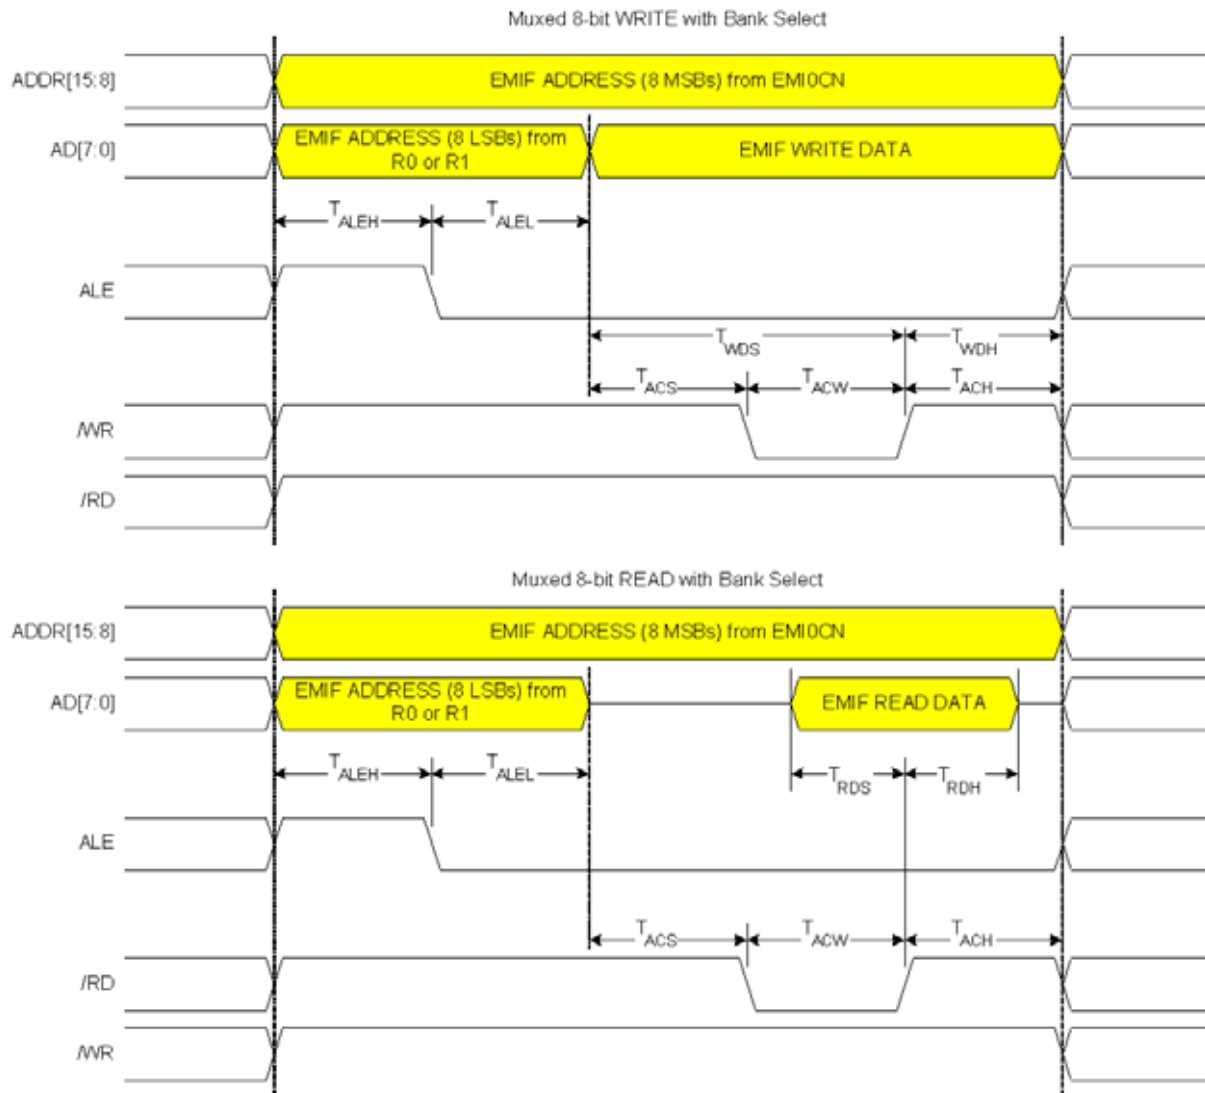 Muxed 8-bit WRITE with Bank Select
ADDR[15:8]
EMIF ADDRESS (8 MSBs) from EMI0CN
AD[7:0]
EMIF ADDRESS (8 LSBs) from
R0 or R1
EMIF WRITE DATA
TALEH
TALEL
ALE
TWDS
TWDH
TACS
TACW
TACH
/WR
/RD
Muxed 8-bit READ with Bank Select
ADDR[15:8]
EMIF ADDRESS (8 MSBs) from EMI0CN
AD[7:0]
EMIF ADDRESS (8 LSBs) from
R0 or R1
EMIF READ DATA
TALEH
TALEL
TRDS
TRDH
ALE
TACS
TACW
TACH
/RD
/WR